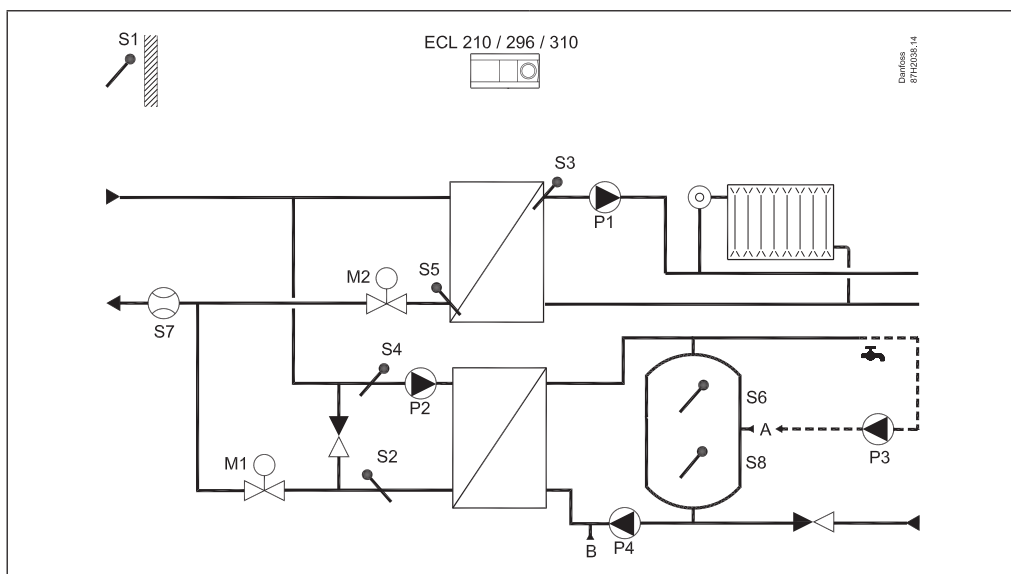 S1
ECL 210 / 296 / 310
Danfoss
87H2038.14
S3
P1
M2
S5
S7
S4
P2
S6
A
M1
S2
S8
P3
B
P4